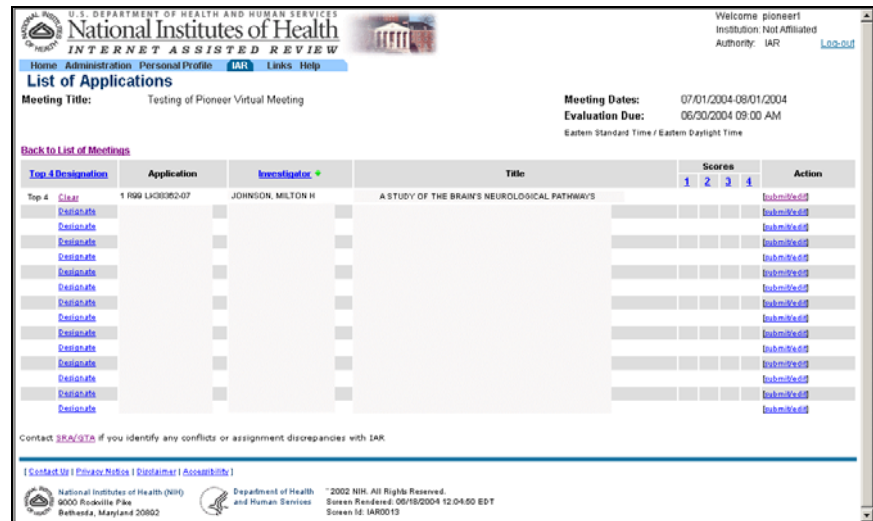 U.S. DEPARTMENT OF HEALTH AND HUMAN SERVICES
National Institutes of Health
INTERNET ASSISTED REVIEW
Welcome pioneer1
Institution: Not Affiliated
Authority: IAR Log-out
Home Administration Personal Profile IAR Links Help
List of Applications
Meeting Title: Testing of Pioneer Virtual Meeting
Meeting Dates: 07/01/2004-08/01/2004
Evaluation Due: 06/30/2004 09:00 AM
Eastern Standard Time / Eastern Daylight Time
Back to List of Meetings
Top 4 Designation Application Investigator Title Scores Action
1 2 3 4
Top 4 Clear 1 R99 JOHNSON, MILTON H A STUDY OF THE BRAIN'S NEUROLOGICAL PATHWAYS [submit/edit]
Designate [submit/edit]
Designate [submit/edit]
Designate [submit/edit]
Designate [submit/edit]
Designate [submit/edit]
Designate [submit/edit]
Designate [submit/edit]
Designate [submit/edit]
Designate [submit/edit]
Designate [submit/edit]
Designate [submit/edit]
Designate [submit/edit]
Designate [submit/edit]
Designate [submit/edit]
Contact SRA/GTA if you identify any conflicts or assignment discrepancies with IAR
[ Contact Us | Privacy Notice | Disclaimer | Accessibility ]
National Institutes of Health (NIH)
9000 Rockville Pike
Bethesda, Maryland 20892
Department of Health
and Human Services
2002 NIH. All Rights Reserved.
Screen Rendered: 06/18/2004 12:04:50 EDT
Screen Id: IAR0013